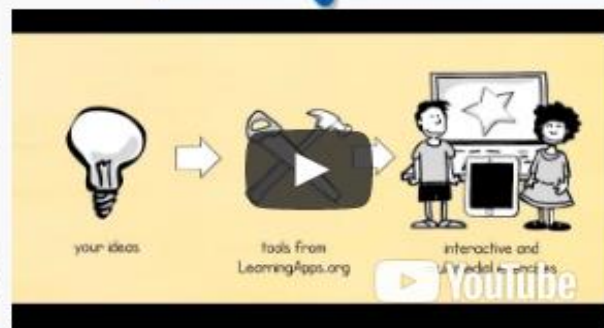 your ideas
tools from
LearningApps.org
interactive and
YouTube